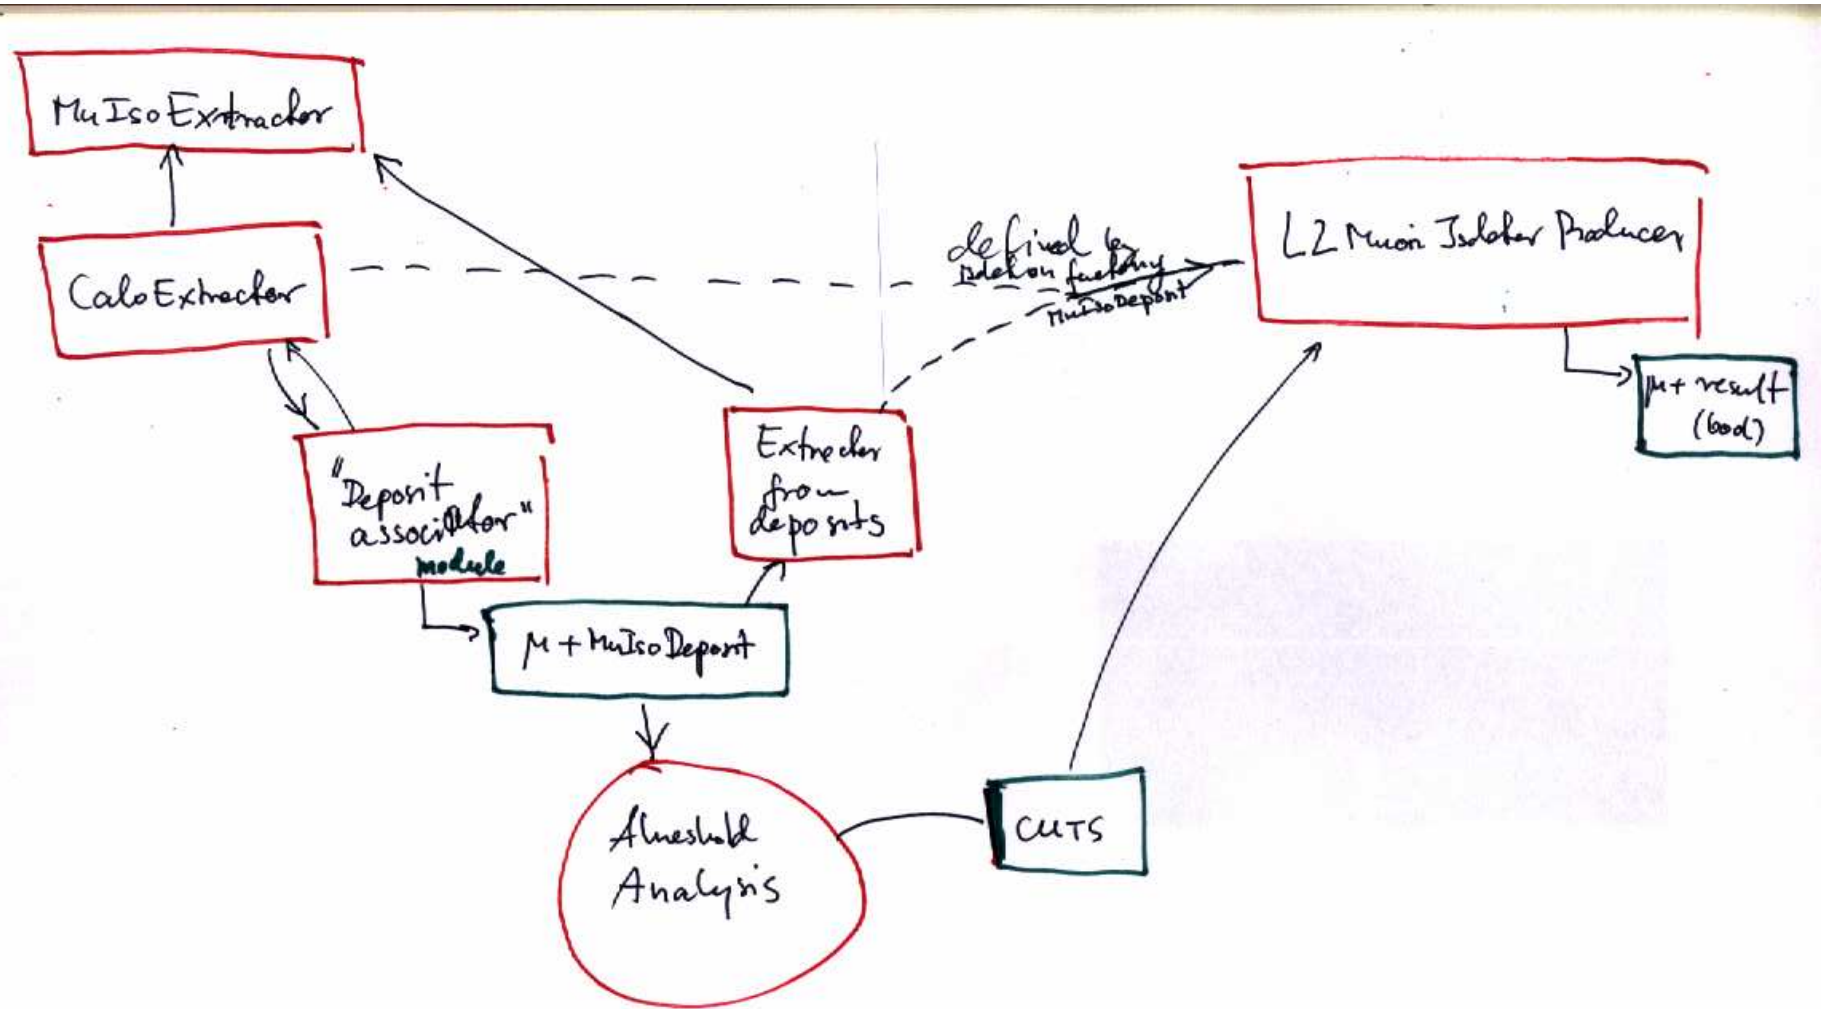 MuIsoExtractor
L2 Muon Isolator Producer
defined by
Isolation factory
MuIsoDeposit
CaloExtractor
μ + result
(bool)
Extractor
from
deposits
"Deposit
associator"
module
μ + MuIsoDeposit
threshold
Analysis
CUTS